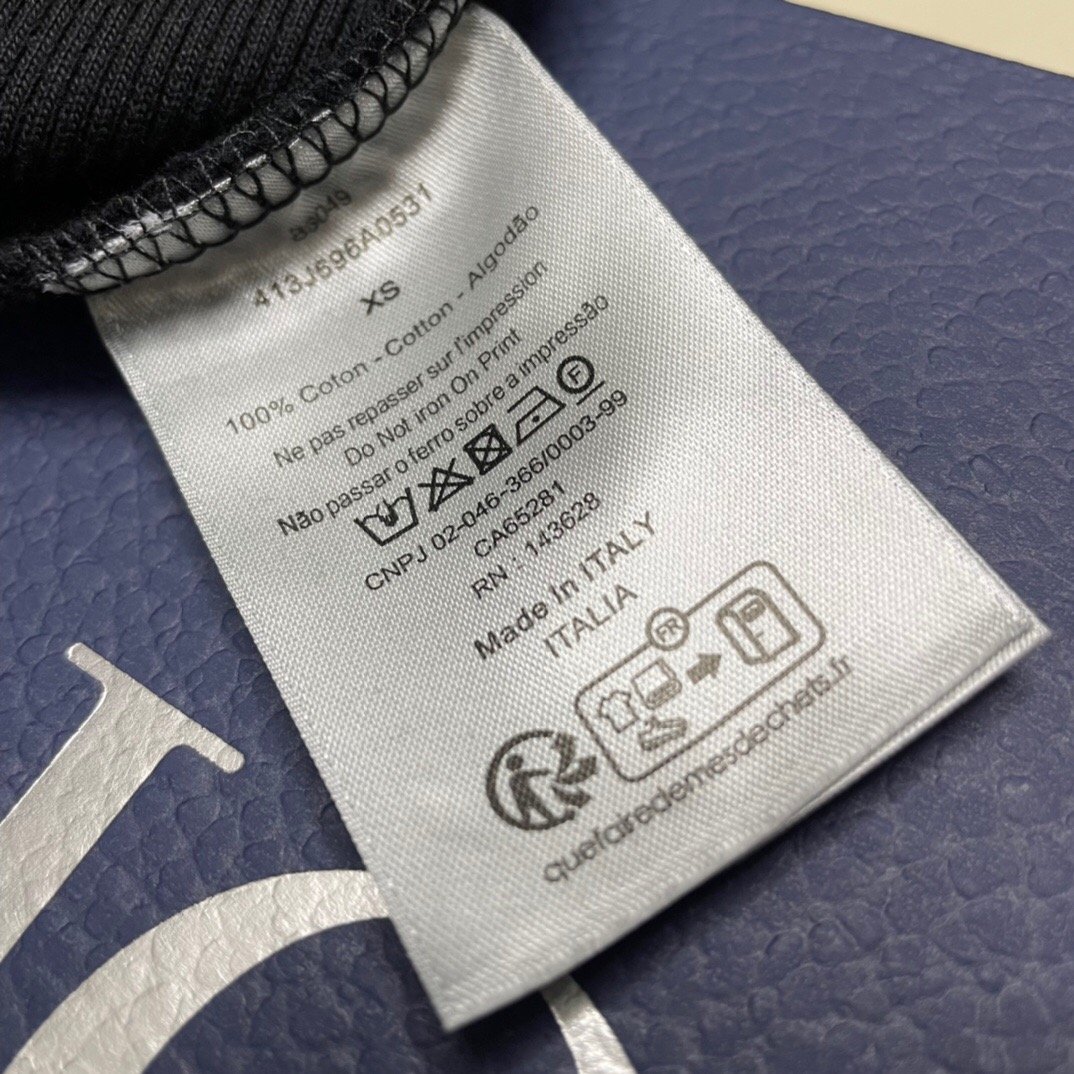 ae049
413J696A0531
XS
100% Coton - Cotton - Algodão
Ne pas repasser sur l'impression
Do Not Iron On Print
Não passar o ferro sobre a impressão
F
CNPJ 02-046-366/0003-99
CA65281
RN : 143628
Made In ITALY
ITALIA
FR
quefairedemesdechets.fr